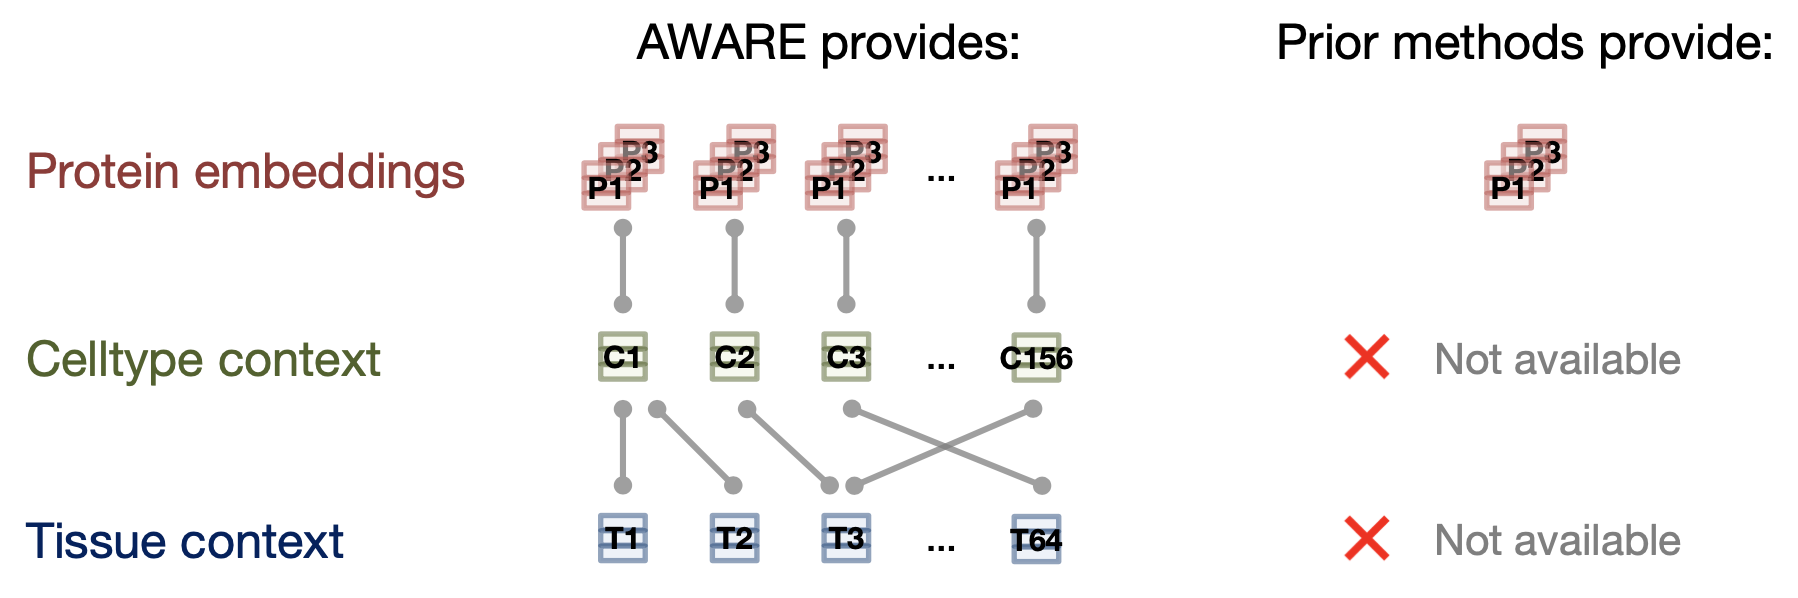 AWARE provides: Prior methods provide:
Protein embeddings P1 P2 P3 P1 P2 P3 P1 P2 P3 ... P1 P2 P3 P1 P2 P3
Celltype context C1 C2 C3 ... C156 Not available
Tissue context T1 T2 T3 ... T64 Not available